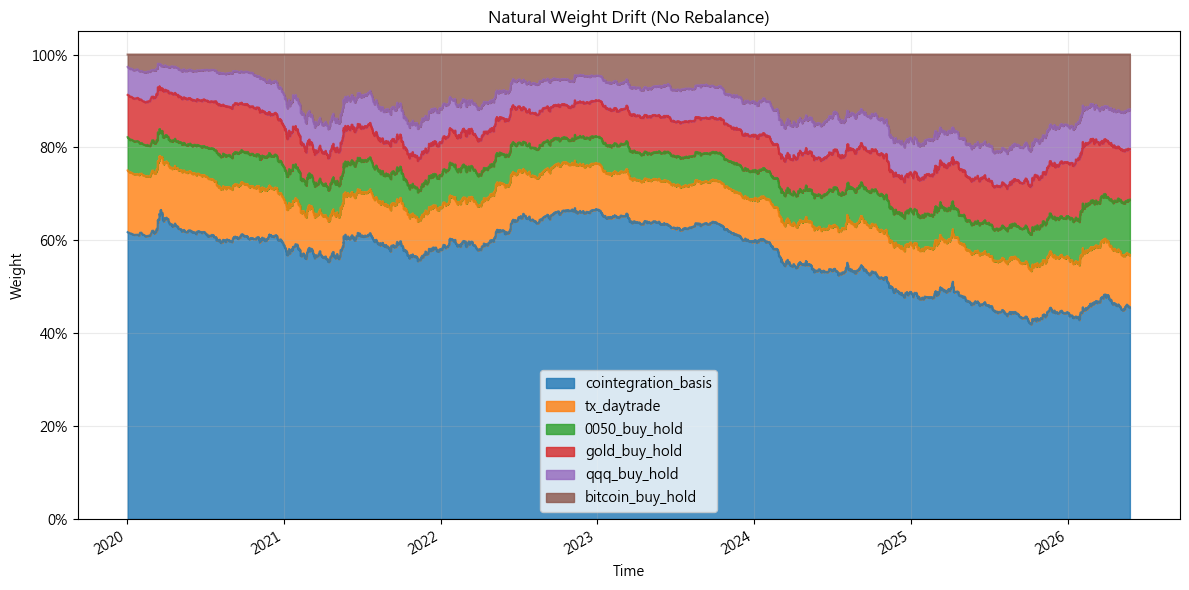 Natural Weight Drift (No Rebalance)
100%
80%
60%
40%
20%
0%
Weight
cointegration_basis
tx_daytrade
0050_buy_hold
gold_buy_hold
qqq_buy_hold
bitcoin_buy_hold
2020
2021
2022
2023
2024
2025
2026
Time